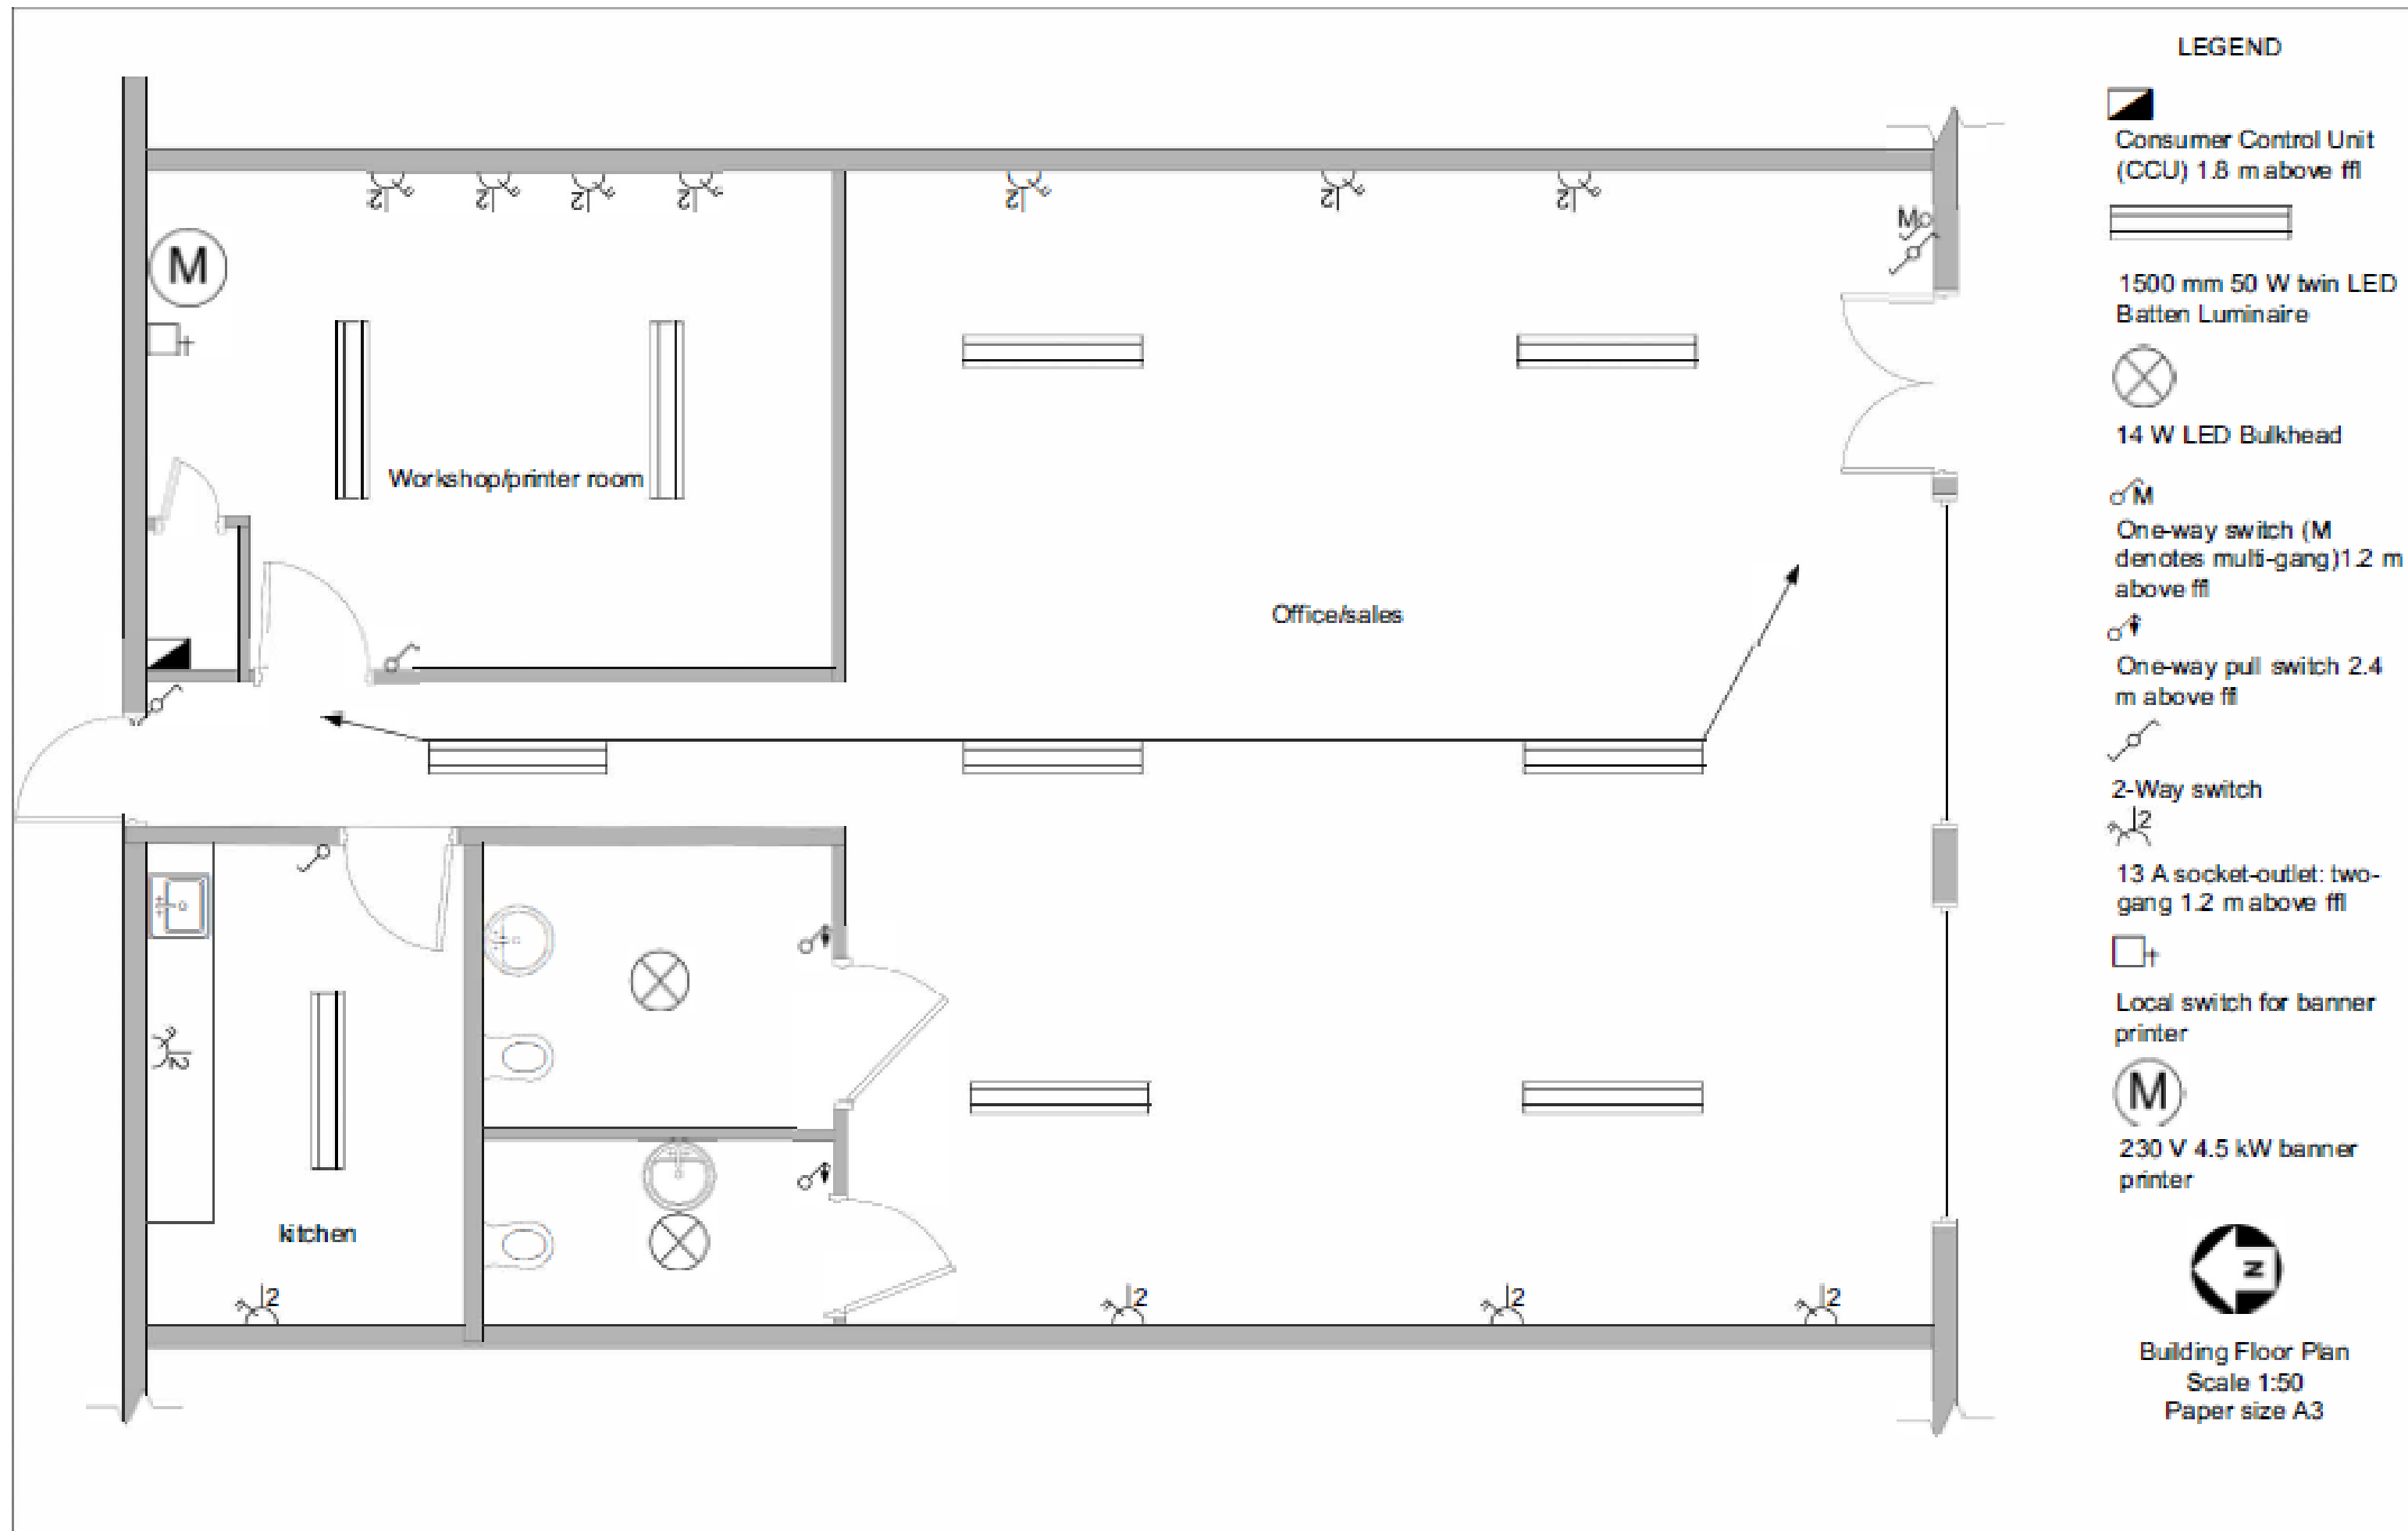 LEGEND
Consumer Control Unit
(CCU) 1.8 m above ffl
1500 mm 50 W twin LED
Batten Luminaire
14 W LED Bulkhead
M
One-way switch (M
denotes multi-gang)1.2 m
above ffl
One-way pull switch 2.4
m above ffl
2-Way switch
2
13 A socket-outlet: two-
gang 1.2 m above ffl
Local switch for banner
printer
M
230 V 4.5 kW banner
printer
N
Building Floor Plan
Scale 1:50
Paper size A3
2
2
2
2
2
2
2
M
M
Workshop/printer room
Office/sales
2
kitchen
2
2
2
2